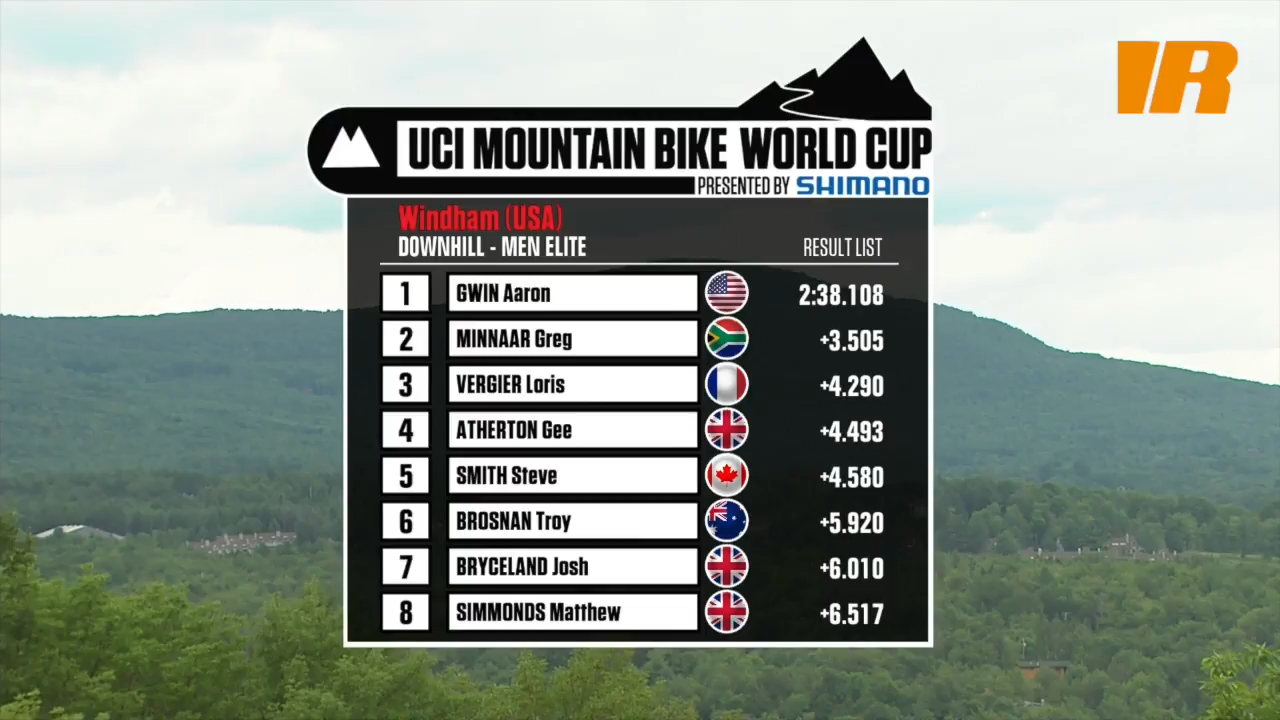 IR
UCI MOUNTAIN BIKE WORLD CUP
PRESENTED BY SHIMANO
Windham (USA)
DOWNHILL - MEN ELITE RESULT LIST
1 GWIN Aaron 2:38.108
2 MINNAAR Greg +3.505
3 VERGIER Loris +4.290
4 ATHERTON Gee +4.493
5 SMITH Steve +4.580
6 BROSNAN Troy +5.920
7 BRYCELAND Josh +6.010
8 SIMMONDS Matthew +6.517